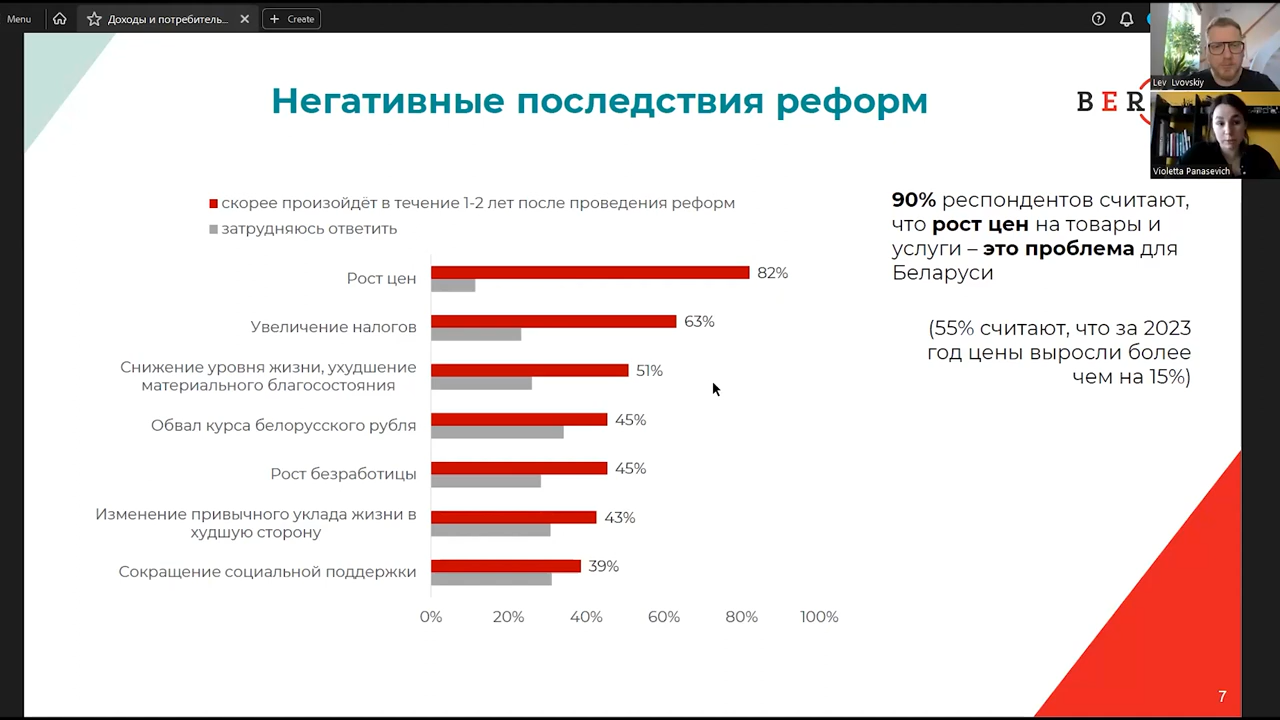 Menu
Доходы и потребитель...
Create
Негативные последствия реформ
BER
Lev Lvovskiy
Violetta Panasevich
скорее произойдёт в течение 1-2 лет после проведения реформ
затрудняюсь ответить
Рост цен
82%
Увеличение налогов
63%
Снижение уровня жизни, ухудшение
материального благосостояния
51%
Обвал курса белорусского рубля
45%
Рост безработицы
45%
Изменение привычного уклада жизни в
худшую сторону
43%
Сокращение социальной поддержки
39%
0% 20% 40% 60% 80% 100%
90% респондентов считают,
что рост цен на товары и
услуги – это проблема для
Беларуси
(55% считают, что за 2023
год цены выросли более
чем на 15%)
7